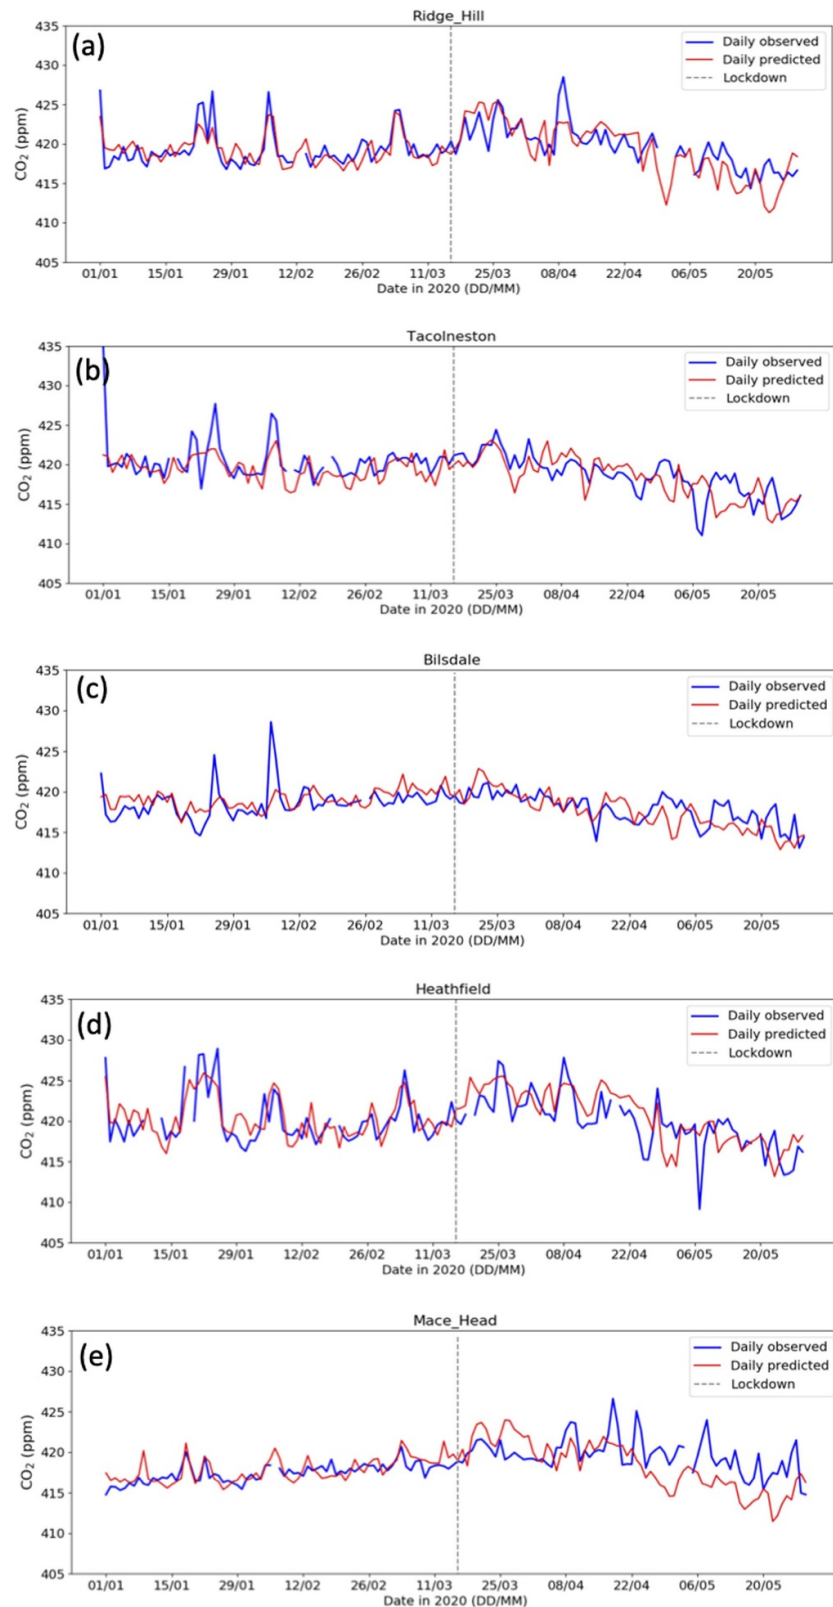 Ridge_Hill
(a)
Daily observed
Daily predicted
Lockdown
CO2 (ppm)
435
430
425
420
415
410
405
01/01 15/01 29/01 12/02 26/02 11/03 25/03 08/04 22/04 06/05 20/05
Date in 2020 (DD/MM)
Tacolneston
(b)
Daily observed
Daily predicted
Lockdown
CO2 (ppm)
435
430
425
420
415
410
405
01/01 15/01 29/01 12/02 26/02 11/03 25/03 08/04 22/04 06/05 20/05
Date in 2020 (DD/MM)
Bilsdale
(c)
Daily observed
Daily predicted
Lockdown
CO2 (ppm)
435
430
425
420
415
410
405
01/01 15/01 29/01 12/02 26/02 11/03 25/03 08/04 22/04 06/05 20/05
Date in 2020 (DD/MM)
Heathfield
(d)
Daily observed
Daily predicted
Lockdown
CO2 (ppm)
435
430
425
420
415
410
405
01/01 15/01 29/01 12/02 26/02 11/03 25/03 08/04 22/04 06/05 20/05
Date in 2020 (DD/MM)
Mace_Head
(e)
Daily observed
Daily predicted
Lockdown
CO2 (ppm)
435
430
425
420
415
410
405
01/01 15/01 29/01 12/02 26/02 11/03 25/03 08/04 22/04 06/05 20/05
Date in 2020 (DD/MM)